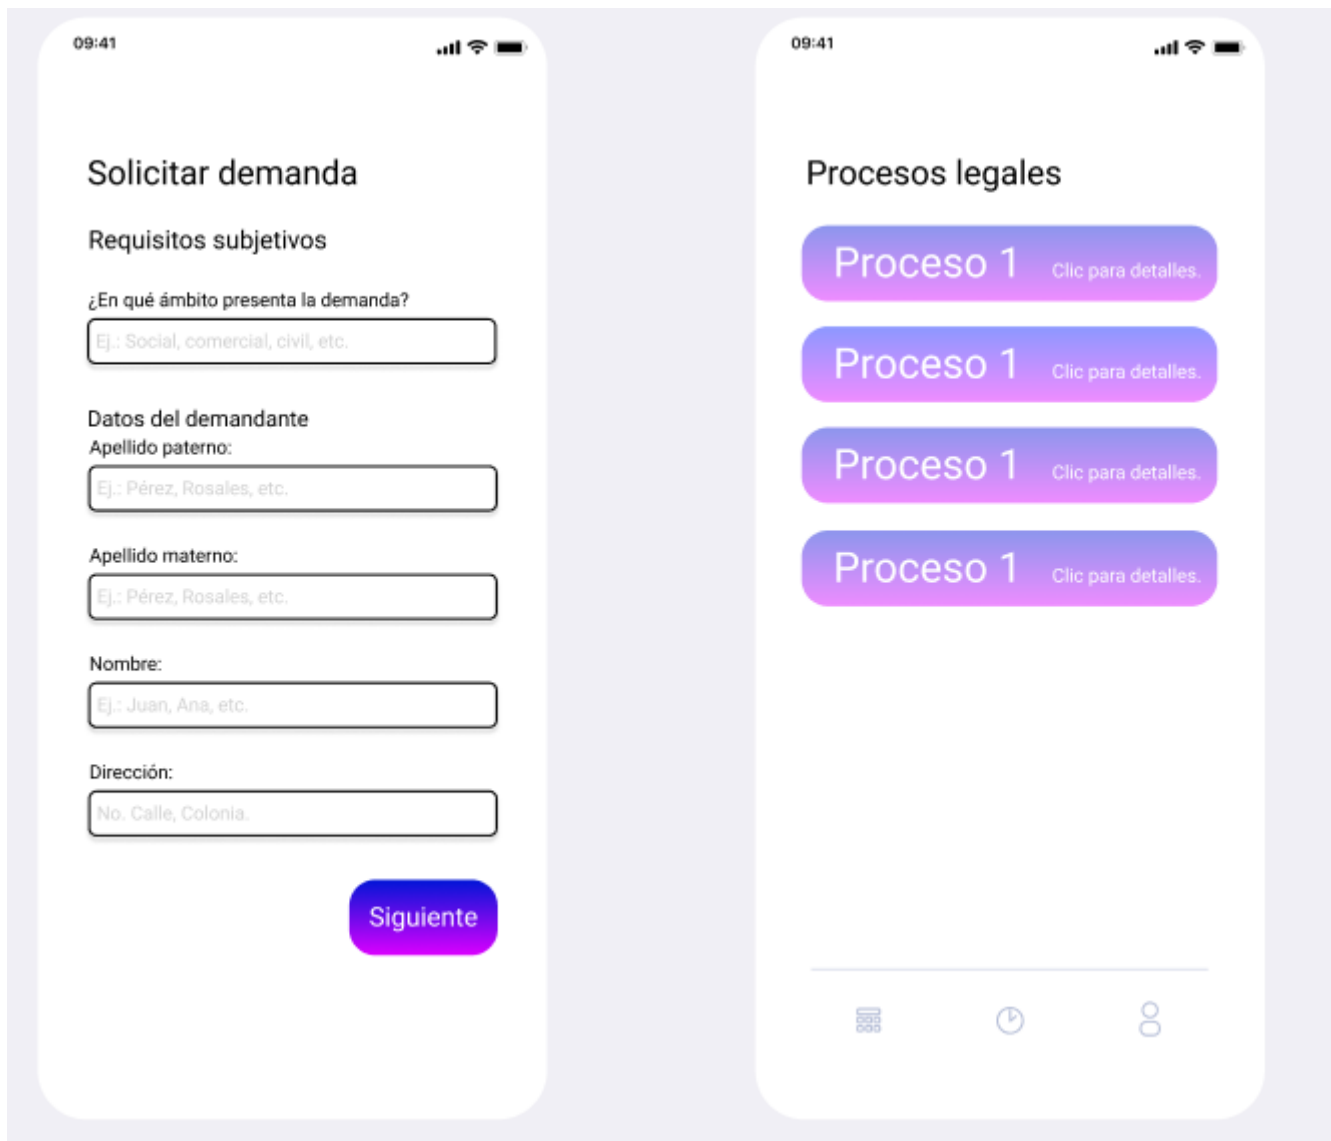 09:41
Solicitar demanda
Requisitos subjetivos
¿En qué ámbito presenta la demanda?
Ej.: Social, comercial, civil, etc.
Datos del demandante
Apellido paterno:
Ej.: Pérez, Rosales, etc.
Apellido materno:
Ej.: Pérez, Rosales, etc.
Nombre:
Ej.: Juan, Ana, etc.
Dirección:
No. Calle, Colonia.
Siguiente
09:41
Procesos legales
Proceso 1 Clic para detalles.
Proceso 1 Clic para detalles.
Proceso 1 Clic para detalles.
Proceso 1 Clic para detalles.